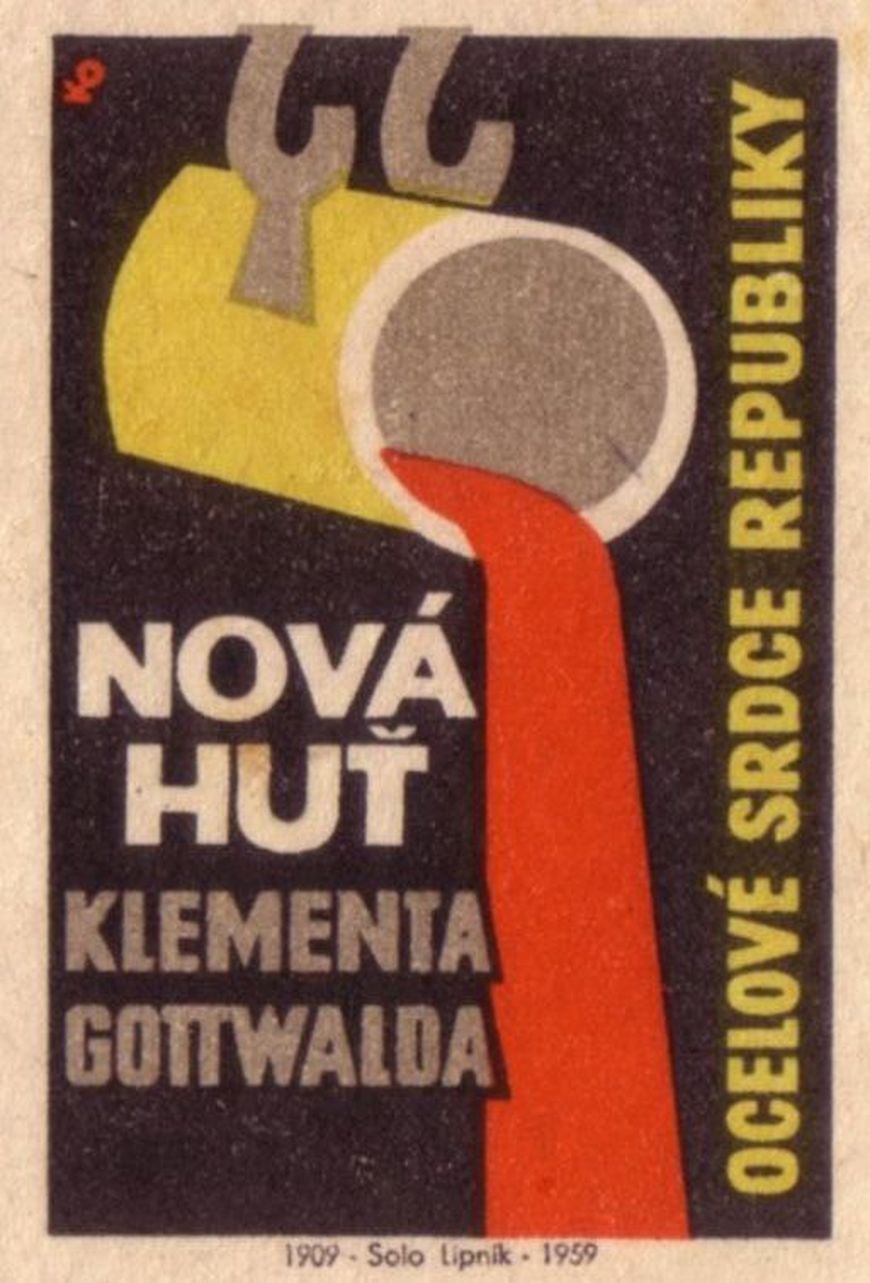 NOVÁ
HUŤ
KLEMENTA
GOTTWALDA
OCELOVÉ SRDCE REPUBLIKY
1909 - Solo Lipník - 1959